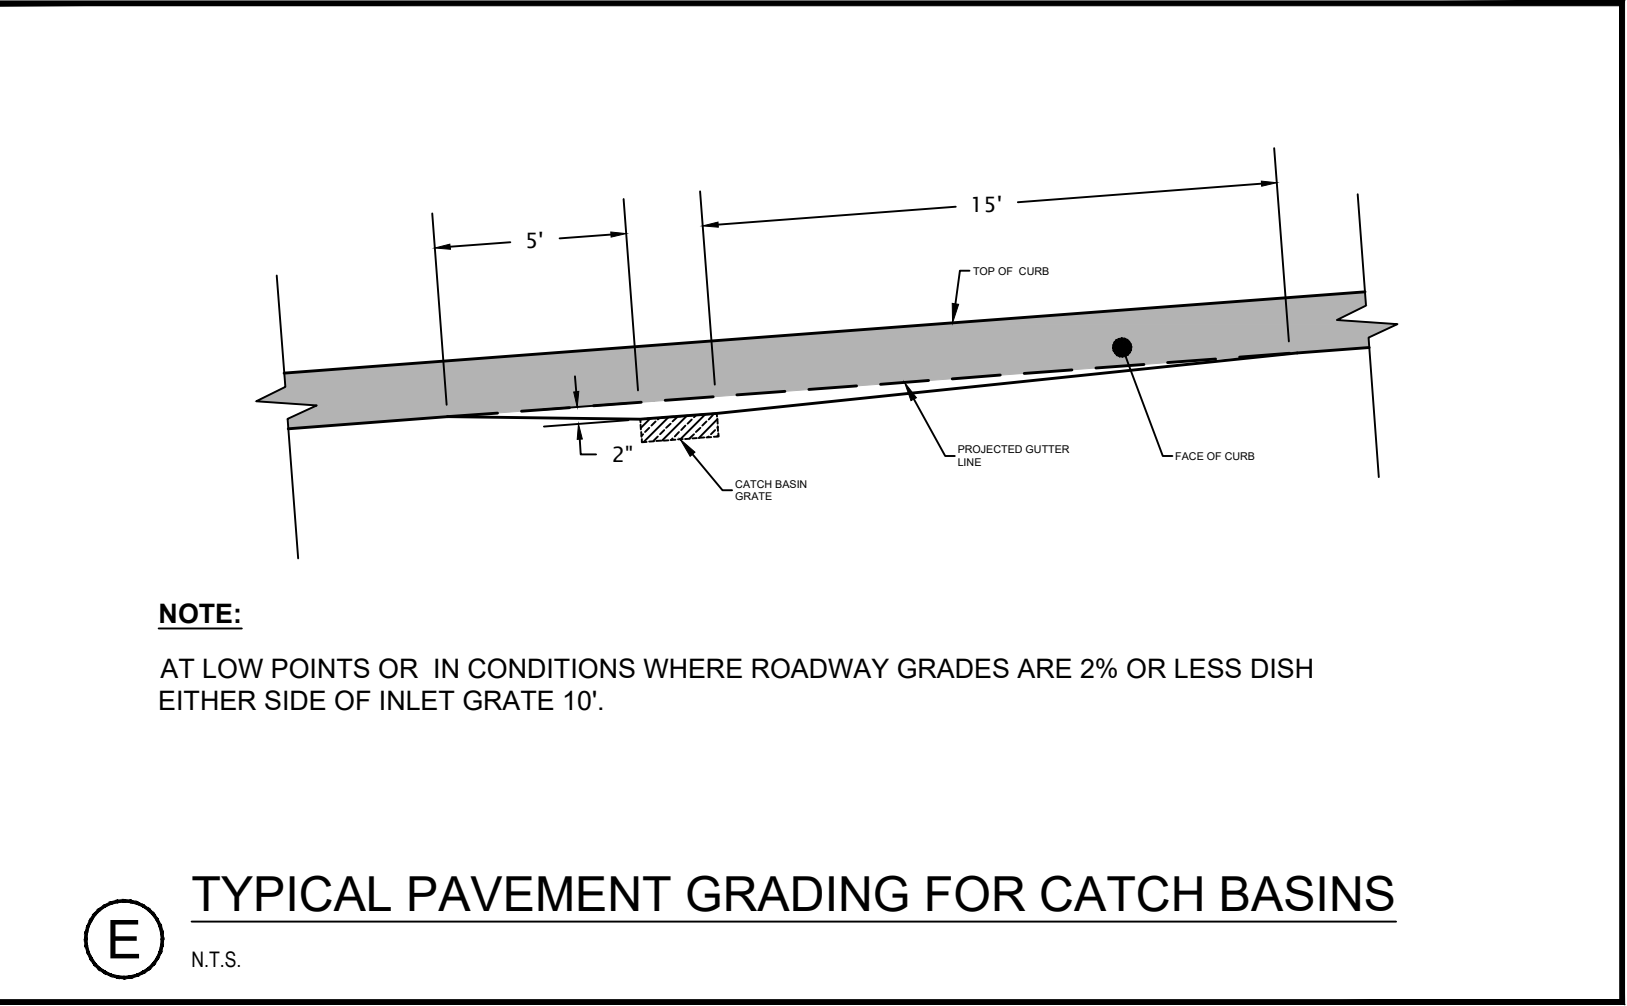 15'
5'
TOP OF CURB
2"
PROJECTED GUTTER
LINE
FACE OF CURB
CATCH BASIN
GRATE
NOTE:
AT LOW POINTS OR IN CONDITIONS WHERE ROADWAY GRADES ARE 2% OR LESS DISH
EITHER SIDE OF INLET GRATE 10'.
E
TYPICAL PAVEMENT GRADING FOR CATCH BASINS
N.T.S.